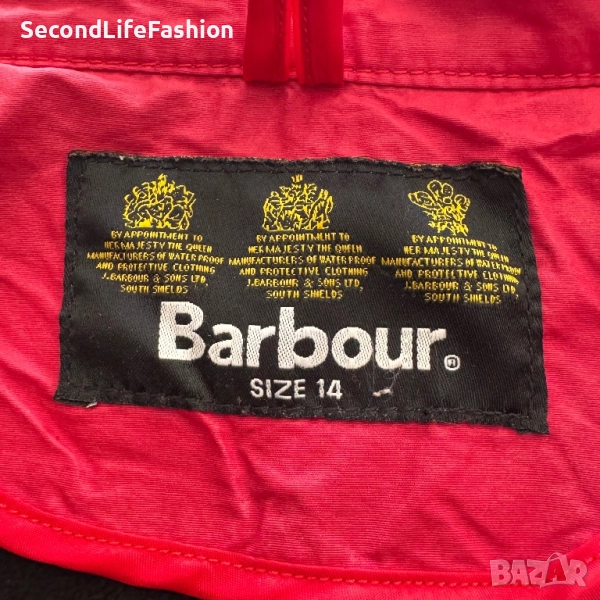 SecondLifeFashion
BY APPOINTMENT TO
HER MAJESTY THE QUEEN
MANUFACTURERS OF WATERPROOF
AND PROTECTIVE CLOTHING
J.BARBOUR & SONS LTD,
SOUTH SHIELDS
BY APPOINTMENT TO
HER MAJESTY THE QUEEN
MANUFACTURERS OF WATERPROOF
AND PROTECTIVE CLOTHING
J.BARBOUR & SONS LTD,
SOUTH SHIELDS
BY APPOINTMENT TO
HER MAJESTY THE QUEEN
MANUFACTURERS OF WATERPROOF
AND PROTECTIVE CLOTHING
J.BARBOUR & SONS LTD,
SOUTH SHIELDS
Barbour®
SIZE 14
BAZAR